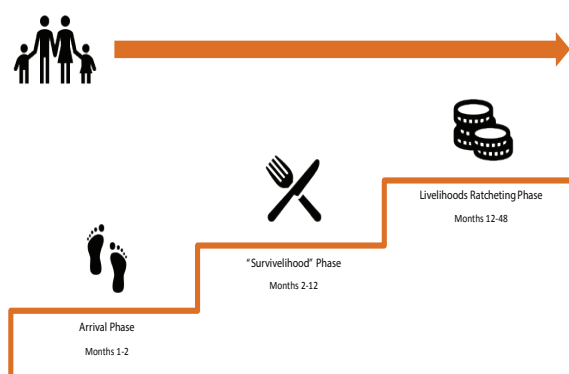 Arrival Phase
Months 1-2
"Survivelihood" Phase
Months 2-12
Livelihoods Ratcheting Phase
Months 12-48